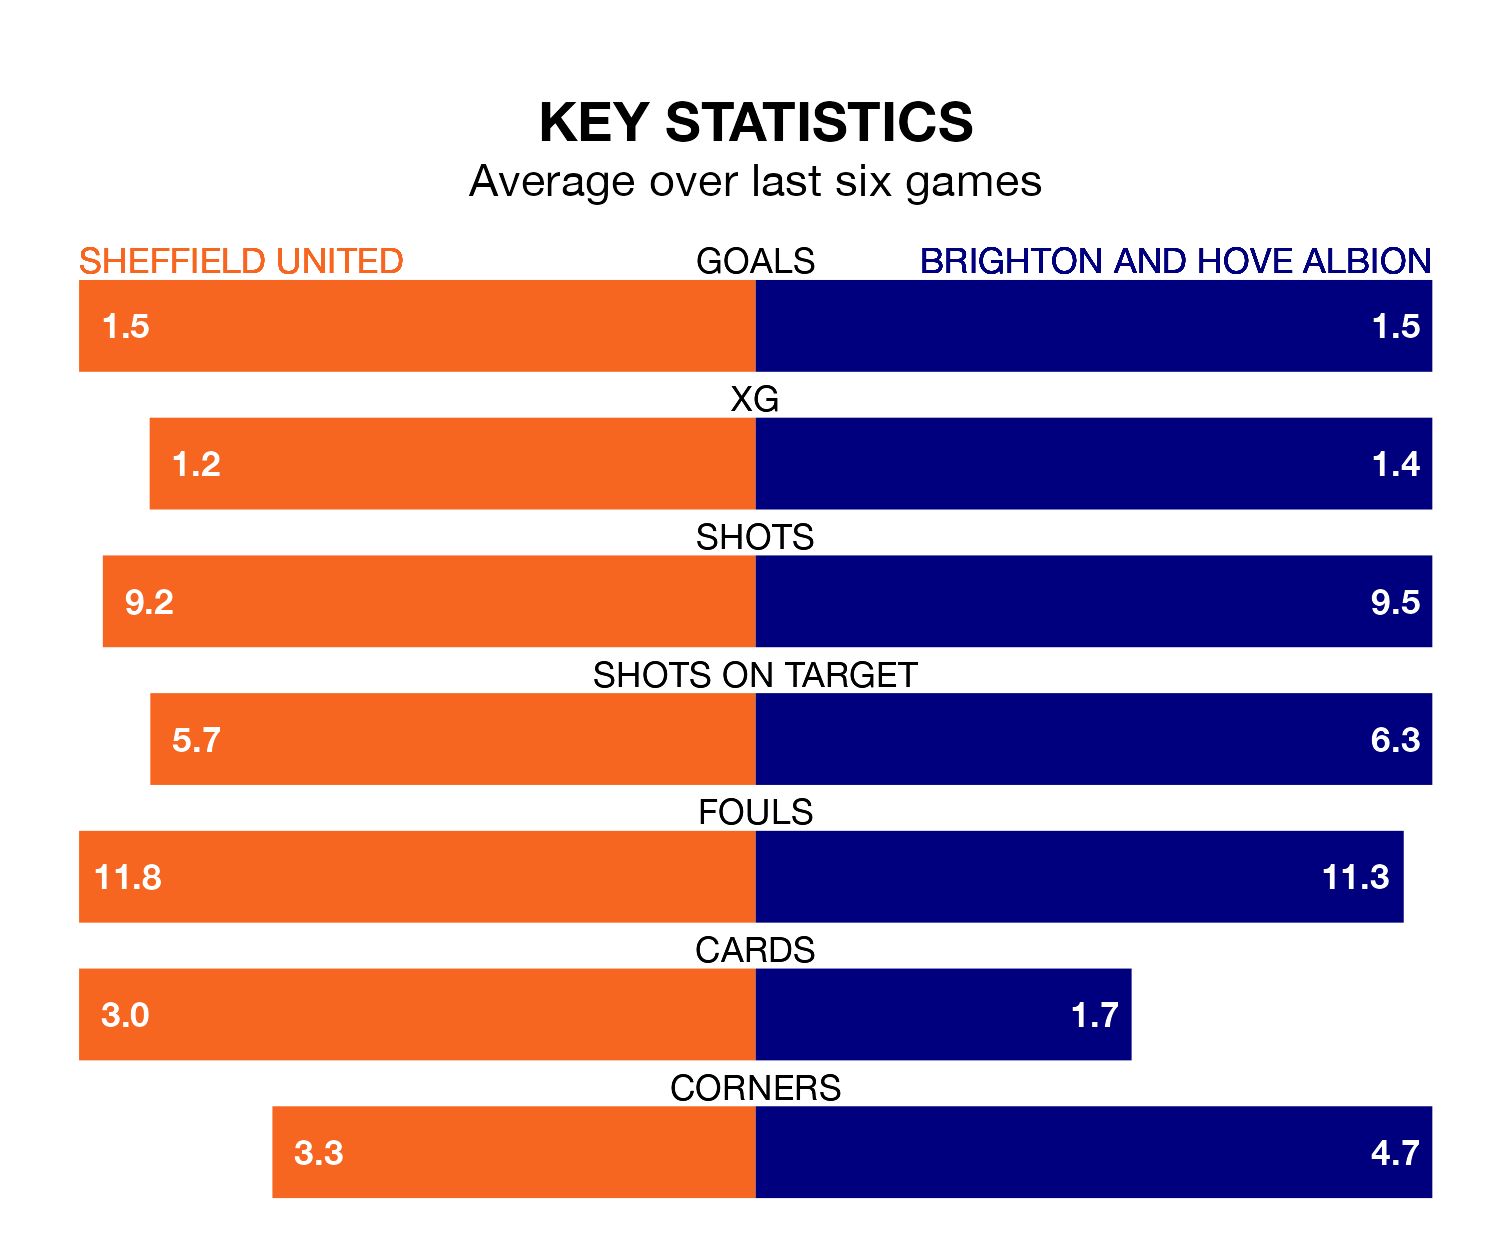 KEY STATISTICS
Average over last six games
SHEFFIELD UNITED GOALS BRIGHTON AND HOVE ALBION
1.5 1.5
XG
1.2 1.4
SHOTS
9.2 9.5
SHOTS ON TARGET
5.7 6.3
FOULS
11.8 11.3
CARDS
3.0 1.7
CORNERS
3.3 4.7